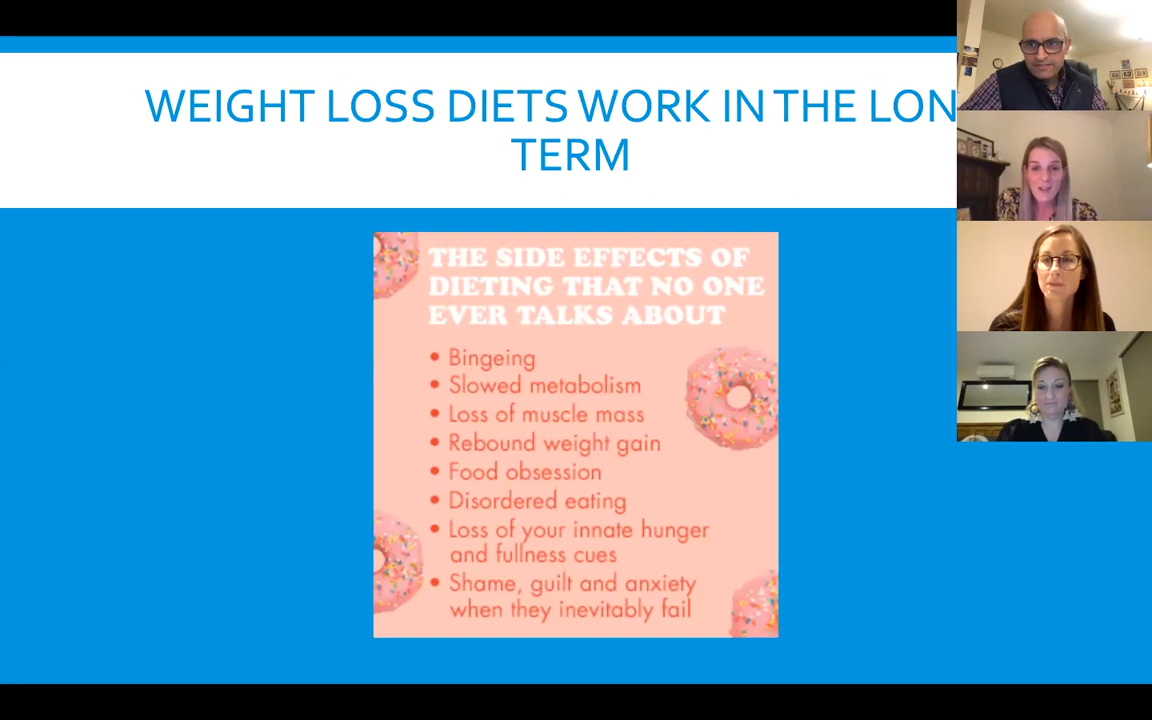 WEIGHT LOSS DIETS WORK IN THE LON
TERM
THE SIDE EFFECTS OF
DIETING THAT NO ONE
EVER TALKS ABOUT
• Bingeing
• Slowed metabolism
• Loss of muscle mass
• Rebound weight gain
• Food obsession
• Disordered eating
• Loss of your innate hunger
and fullness cues
• Shame, guilt and anxiety
when they inevitably fail